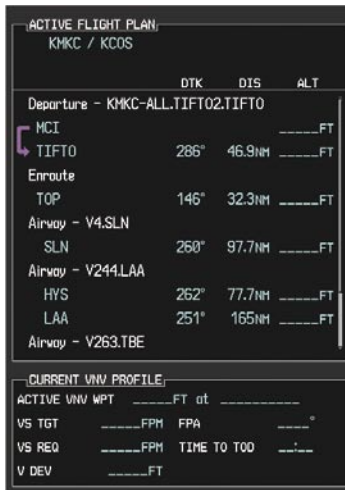 ACTIVE FLIGHT PLAN
KMKC / KCOS
DTK DIS ALT
Departure - KMKC-ALL.TIFTO2.TIFTO
MCI _____FT
TIFTO 286° 46.9NM _____FT
Enroute
TOP 146° 32.3NM _____FT
Airway - V4.SLN
SLN 260° 97.7NM _____FT
Airway - V244.LAA
HYS 262° 77.7NM _____FT
LAA 251° 165NM _____FT
Airway - V263.TBE
CURRENT VNV PROFILE
ACTIVE VNV WPT _____FT at __________
VS TGT _____FPM FPA ____°
VS REQ _____FPM TIME TO TOD __:__
V DEV _____FT